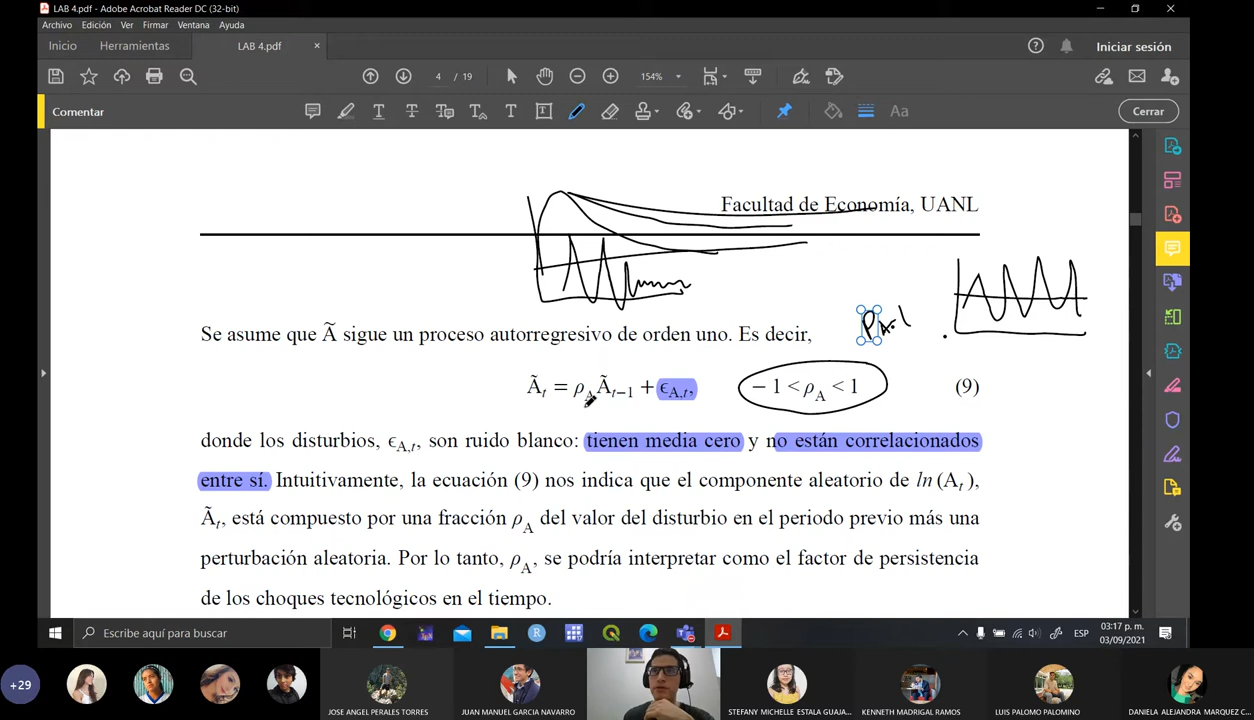 LAB 4.pdf - Adobe Acrobat Reader DC (32-bit)
Archivo Edición Ver Firmar Ventana Ayuda
Inicio Herramientas LAB 4.pdf × Iniciar sesión
4 / 19 154%
Comentar Cerrar
Facultad de Economía, UANL
Se asume que Ã sigue un proceso autorregresivo de orden uno. Es decir,
Ã_t = ρ_A Ã_{t−1} + ϵ_{A,t}, − 1 < ρ_A < 1 (9)
donde los disturbios, ϵ_{A,t}, son ruido blanco: tienen media cero y no están correlacionados
entre sí. Intuitivamente, la ecuación (9) nos indica que el componente aleatorio de ln (A_t),
Ã_t, está compuesto por una fracción ρ_A del valor del disturbio en el periodo previo más una
perturbación aleatoria. Por lo tanto, ρ_A, se podría interpretar como el factor de persistencia
de los choques tecnológicos en el tiempo.
Escribe aquí para buscar
ESP
03:17 p. m.
03/09/2021
+29
JOSE ANGEL PERALES TORRES
JUAN MANUEL GARCIA NAVARRO
STEFANY MICHELLE ESTALA GUAJA...
KENNETH MADRIGAL RAMOS
LUIS PALOMO PALOMINO
DANIELA ALEJANDRA MARQUEZ C...